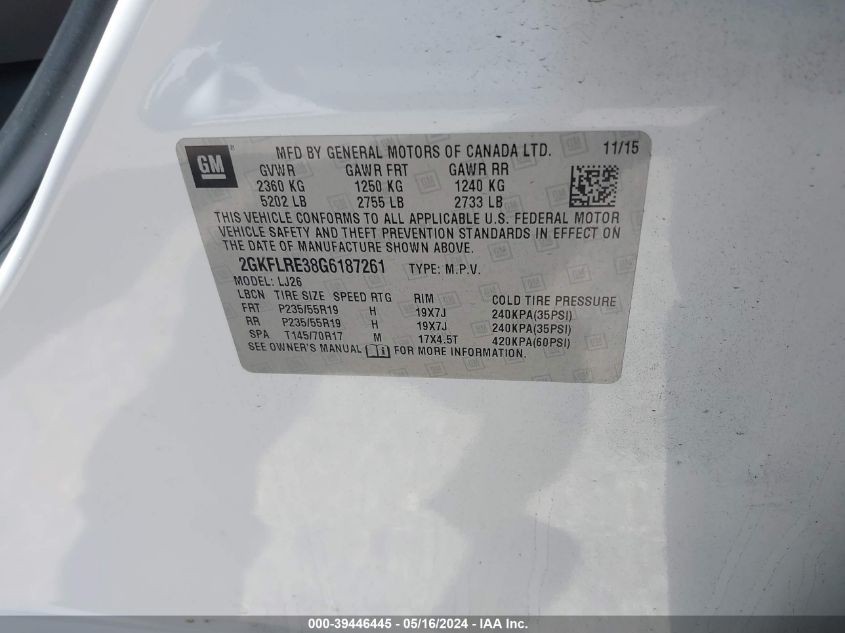 GM MFD BY GENERAL MOTORS OF CANADA LTD. 11/15
GVWR GAWR FRT GAWR RR
2360 KG 1250 KG 1240 KG
5202 LB 2755 LB 2733 LB
THIS VEHICLE CONFORMS TO ALL APPLICABLE U.S. FEDERAL MOTOR
VEHICLE SAFETY AND THEFT PREVENTION STANDARDS IN EFFECT ON
THE DATE OF MANUFACTURE SHOWN ABOVE.
2GKFLRE38G6187261 TYPE: M.P.V.
MODEL: LJ26
LBCN TIRE SIZE SPEED RTG RIM COLD TIRE PRESSURE
FRT P235/55R19 H 19X7J 240KPA(35PSI)
RR P235/55R19 H 19X7J 240KPA(35PSI)
SPA T145/70R17 M 17X4.5T 420KPA(60PSI)
SEE OWNER'S MANUAL FOR MORE INFORMATION.
000-39446445 - 05/16/2024 - IAA Inc.